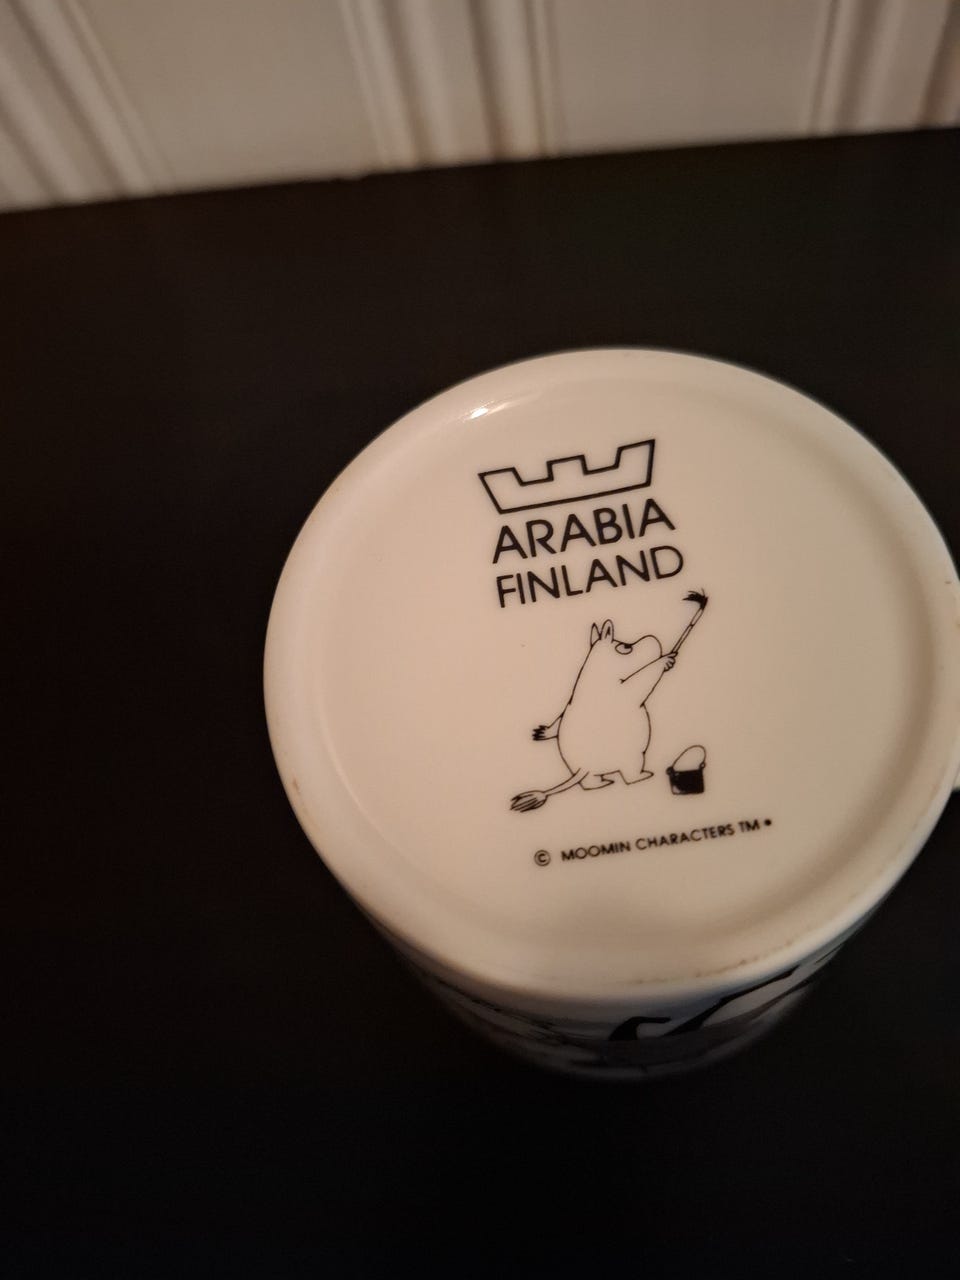 ARABIA
FINLAND
© MOOMIN CHARACTERS TM •